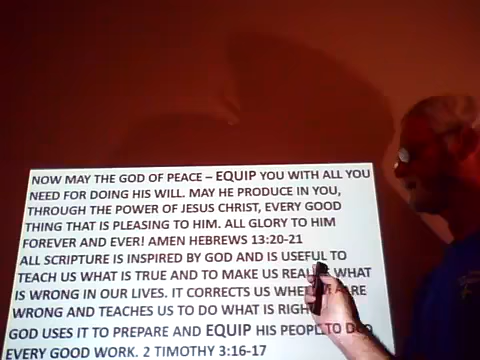 NOW MAY THE GOD OF PEACE – EQUIP YOU WITH ALL YOU
NEED FOR DOING HIS WILL. MAY HE PRODUCE IN YOU,
THROUGH THE POWER OF JESUS CHRIST, EVERY GOOD
THING THAT IS PLEASING TO HIM. ALL GLORY TO HIM
FOREVER AND EVER! AMEN HEBREWS 13:20-21
ALL SCRIPTURE IS INSPIRED BY GOD AND IS USEFUL TO
TEACH US WHAT IS TRUE AND TO MAKE US WHAT
IS WRONG IN OUR LIVES. IT CORRECTS US ARE
WRONG AND TEACHES US TO DO WHAT IS RIGHT
GOD USES IT TO PREPARE AND EQUIP HIS PEOPLE TO DO
EVERY GOOD WORK. 2 TIMOTHY 3:16-17